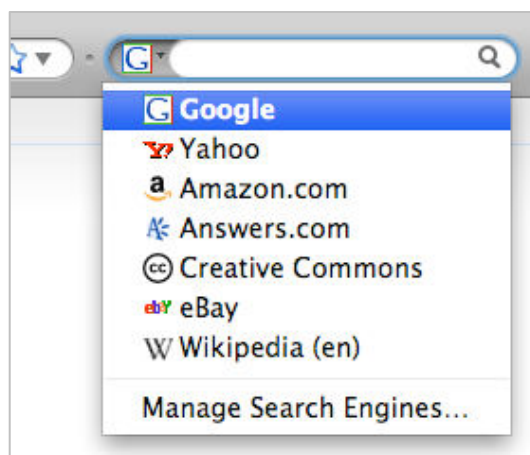 Google
Yahoo
Amazon.com
Answers.com
Creative Commons
eBay
Wikipedia (en)
Manage Search Engines...